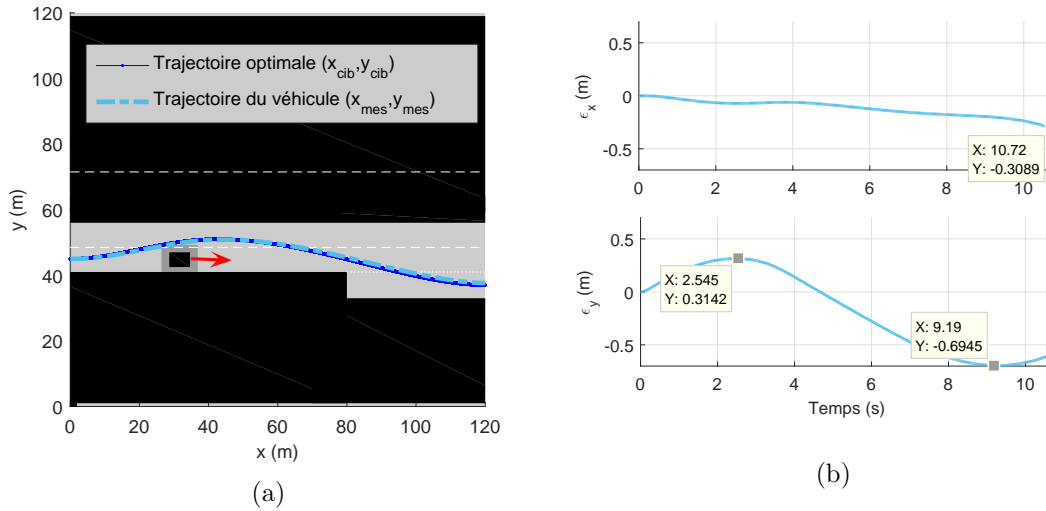 120
100
80
60
40
20
0
y (m)
Trajectoire optimale (x_cib,y_cib)
Trajectoire du véhicule (x_mes,y_mes)
0 20 40 60 80 100 120
x (m)
(a)
0.5
0
-0.5
ϵ_x (m)
X: 10.72
Y: -0.3089
0 2 4 6 8 10
0.5
0
-0.5
ϵ_y (m)
X: 2.545
Y: 0.3142
X: 9.19
Y: -0.6945
0 2 4 6 8 10
Temps (s)
(b)